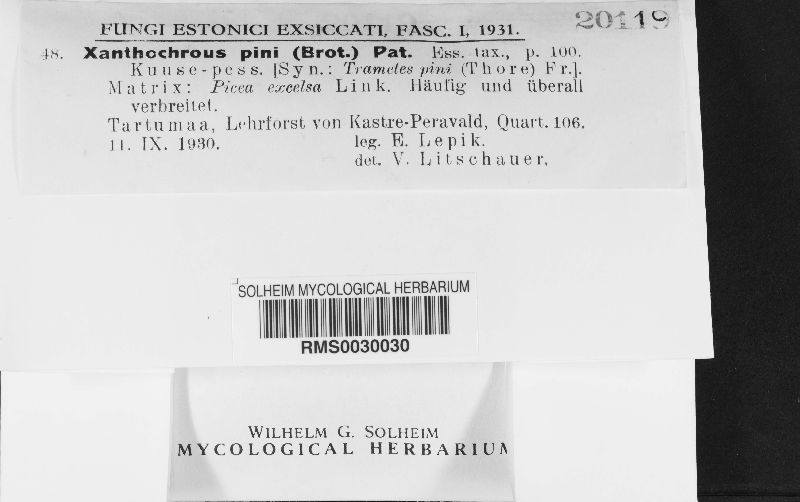 FUNGI ESTONICI EXSICCATI, FASC. I, 1931.
20119
48. Xanthochrous pini (Brot.) Pat. Ess. tax., p. 100.
Kuuse-pess. [Syn.: Trametes pini (Thore) Fr.].
Matrix: Picea excelsa Link. Häufig und überall
verbreitet.
Tartumaa, Lehrforst von Kastre-Peravald, Quart. 106.
11. IX. 1930. leg. E. Lepik.
det. V. Litschauer,
SOLHEIM MYCOLOGICAL HERBARIUM
RMS0030030
WILHELM G. SOLHEIM
MYCOLOGICAL HERBARIUM